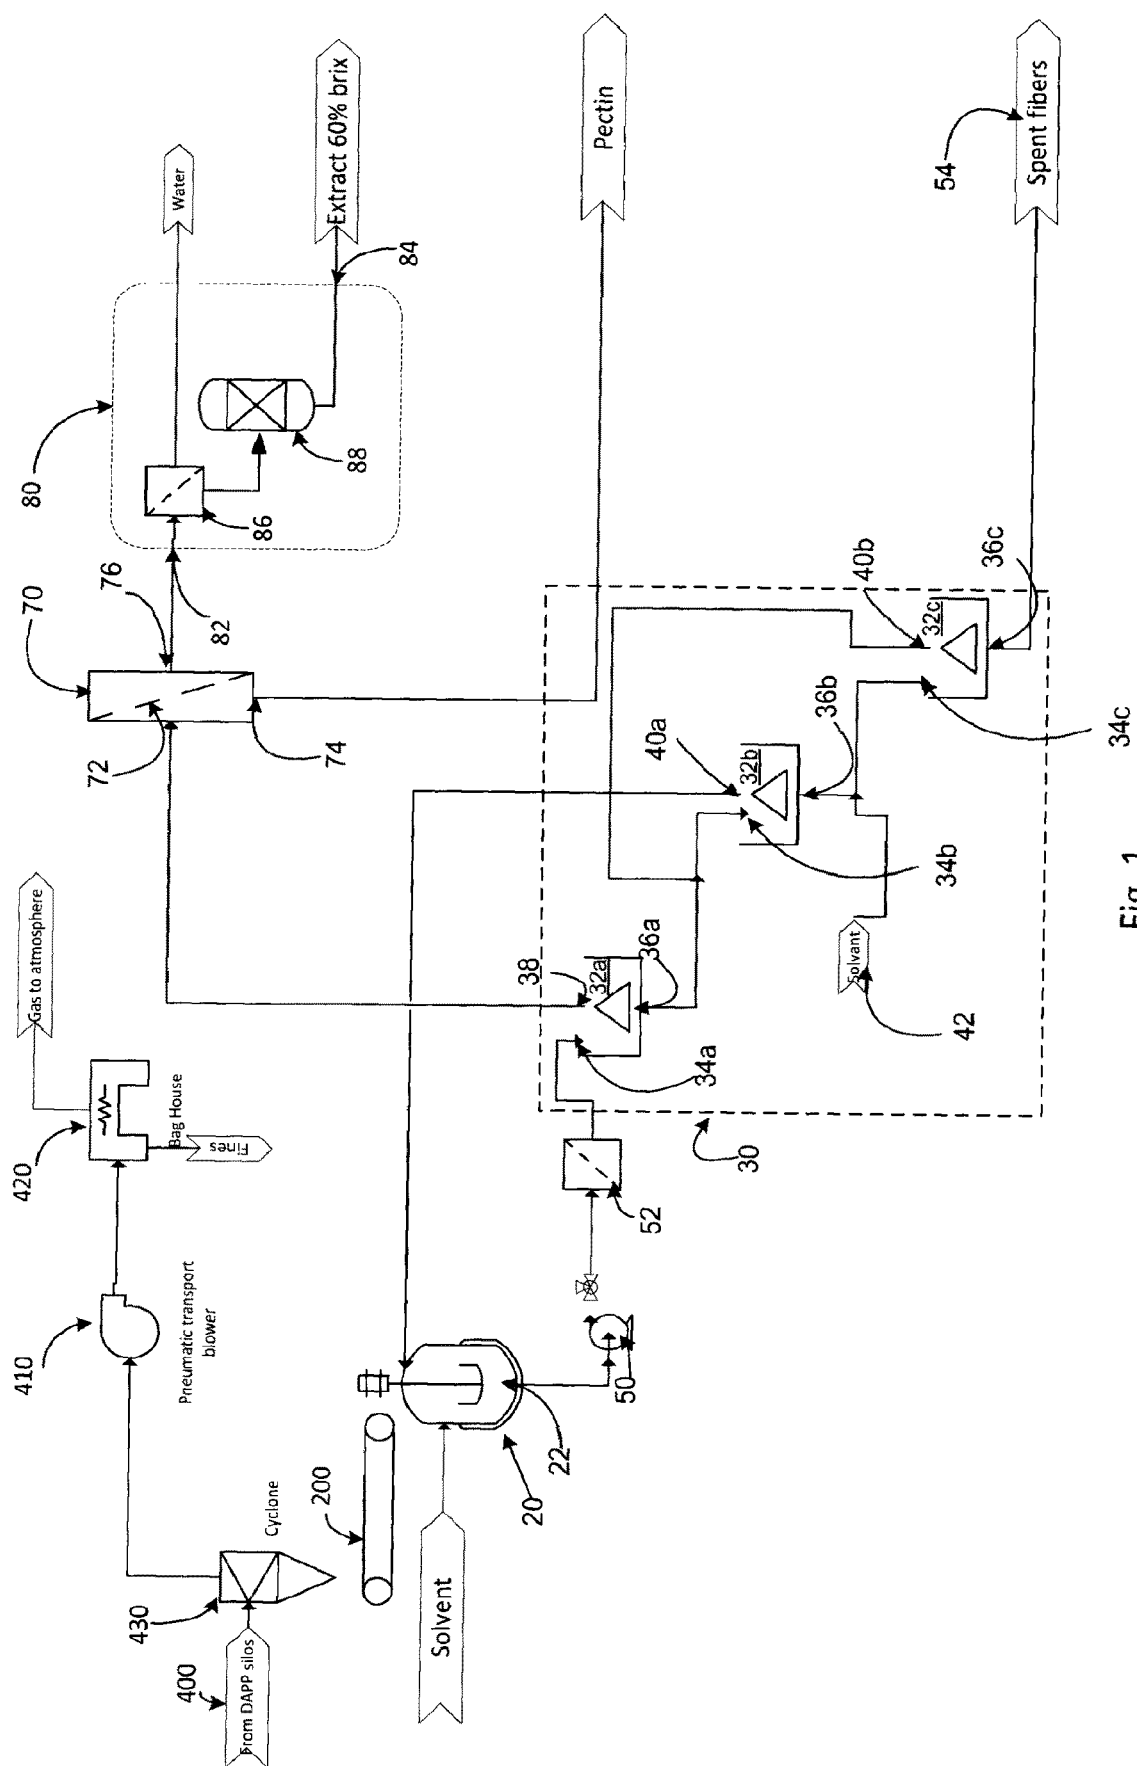 From DAPP silos
400
430
Cyclone
410
Pneumatic transport
blower
420
Bag House
Fines
Gas to atmosphere
200
Solvent
20
22
50
52
30
34a
38
32a
36a
42
Solvant
34b
40a
32b
36b
34c
40b
32c
36c
70
72
74
76
82
80
86
88
84
Water
Extract 60% brix
Pectin
54
Spent fibers
Fig. 1